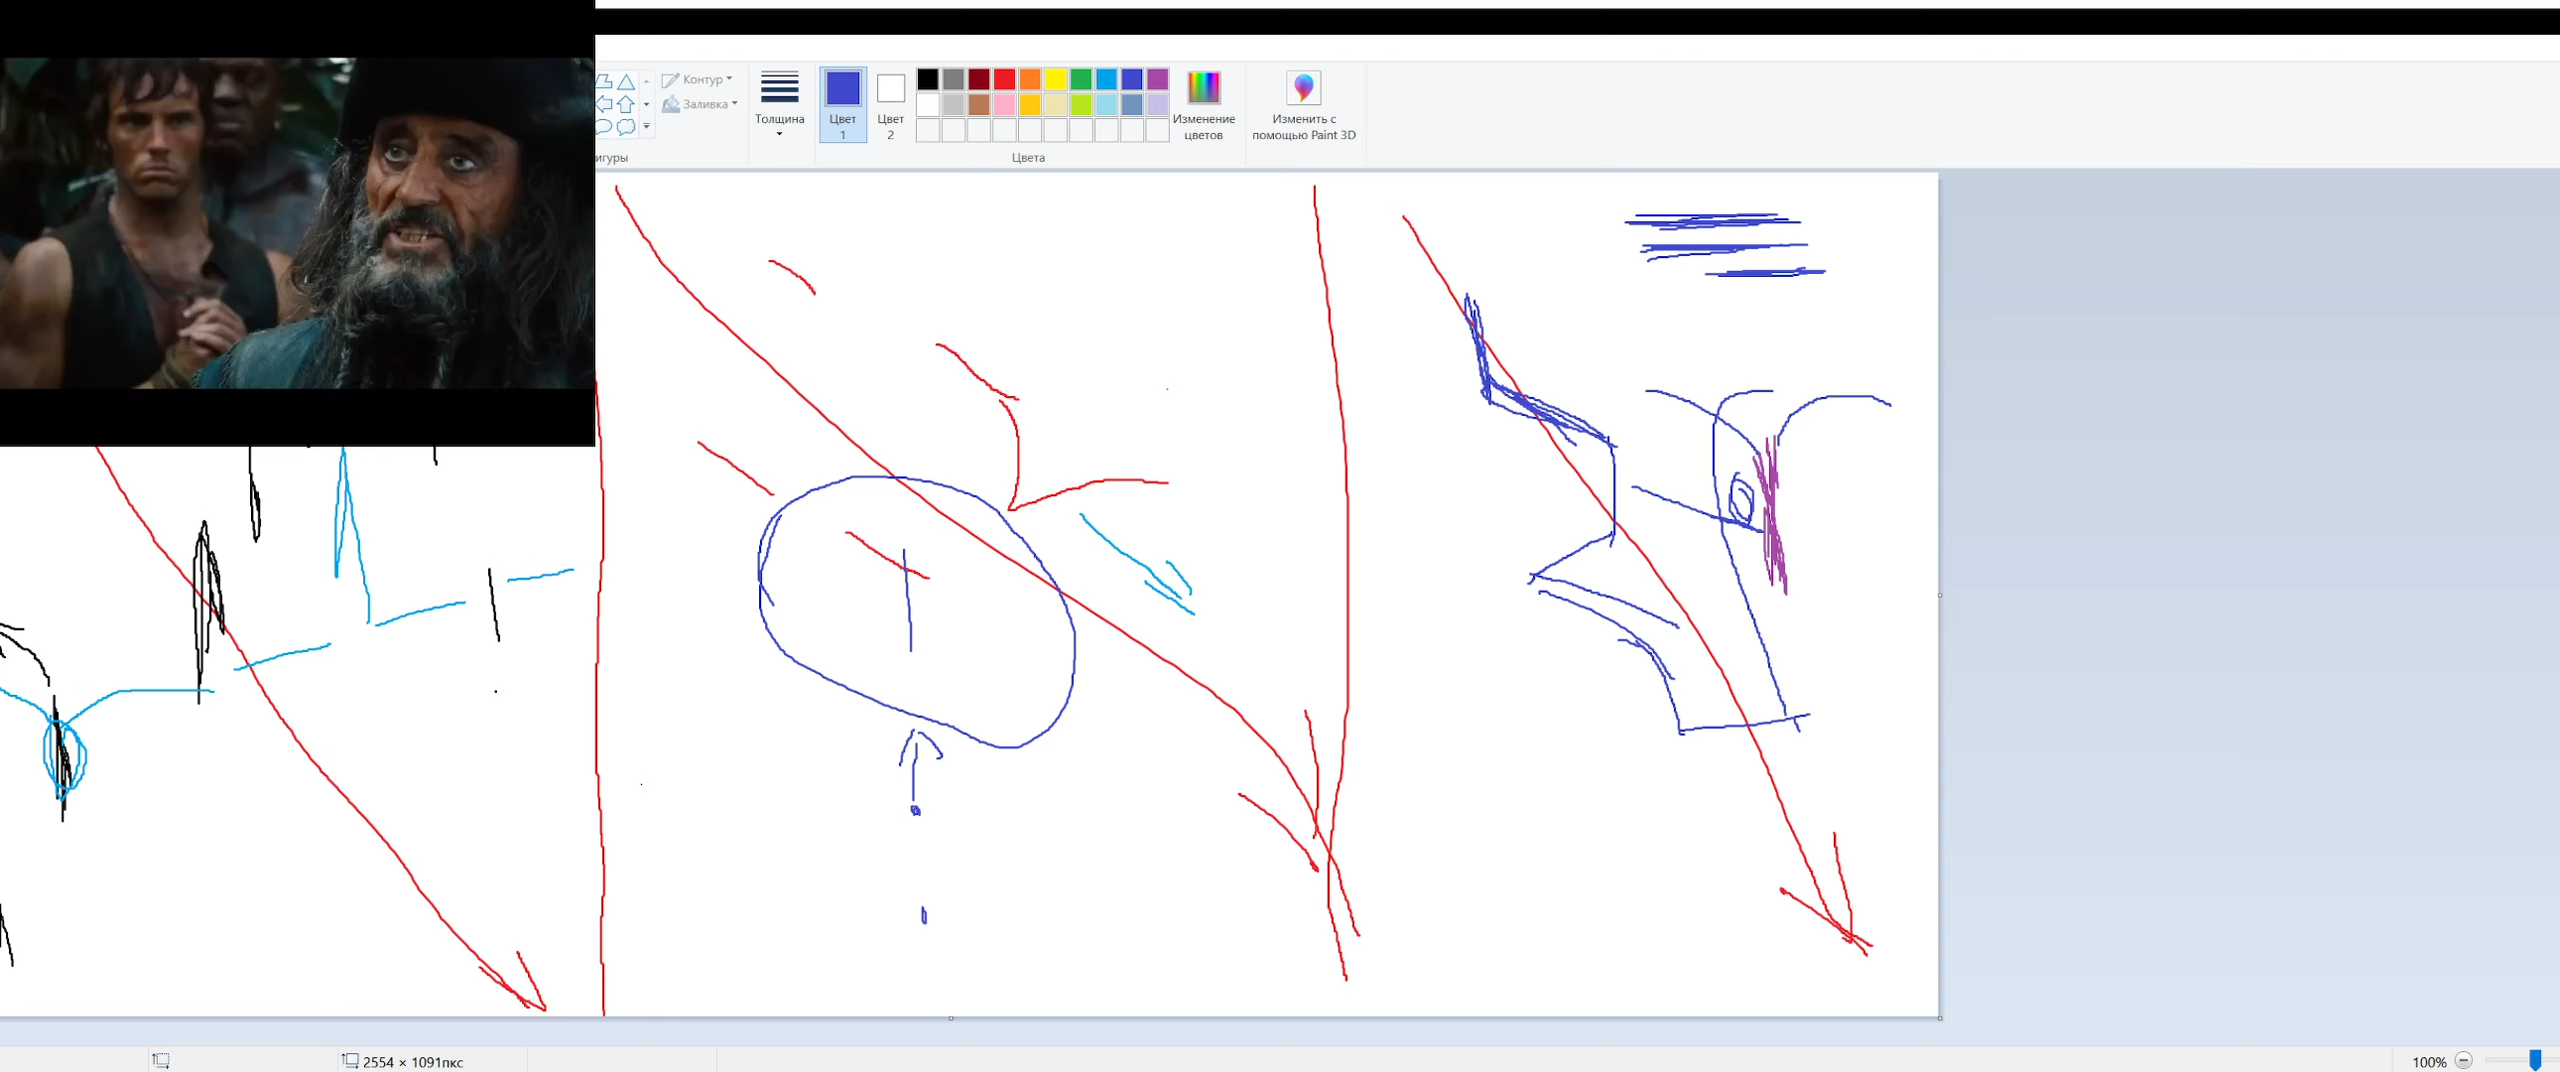 Контур
Заливка
Толщина
Цвет
1
Цвет
2
Изменение
цветов
Изменить с
помощью Paint 3D
игуры
Цвета
2554 × 1091пкс
100%